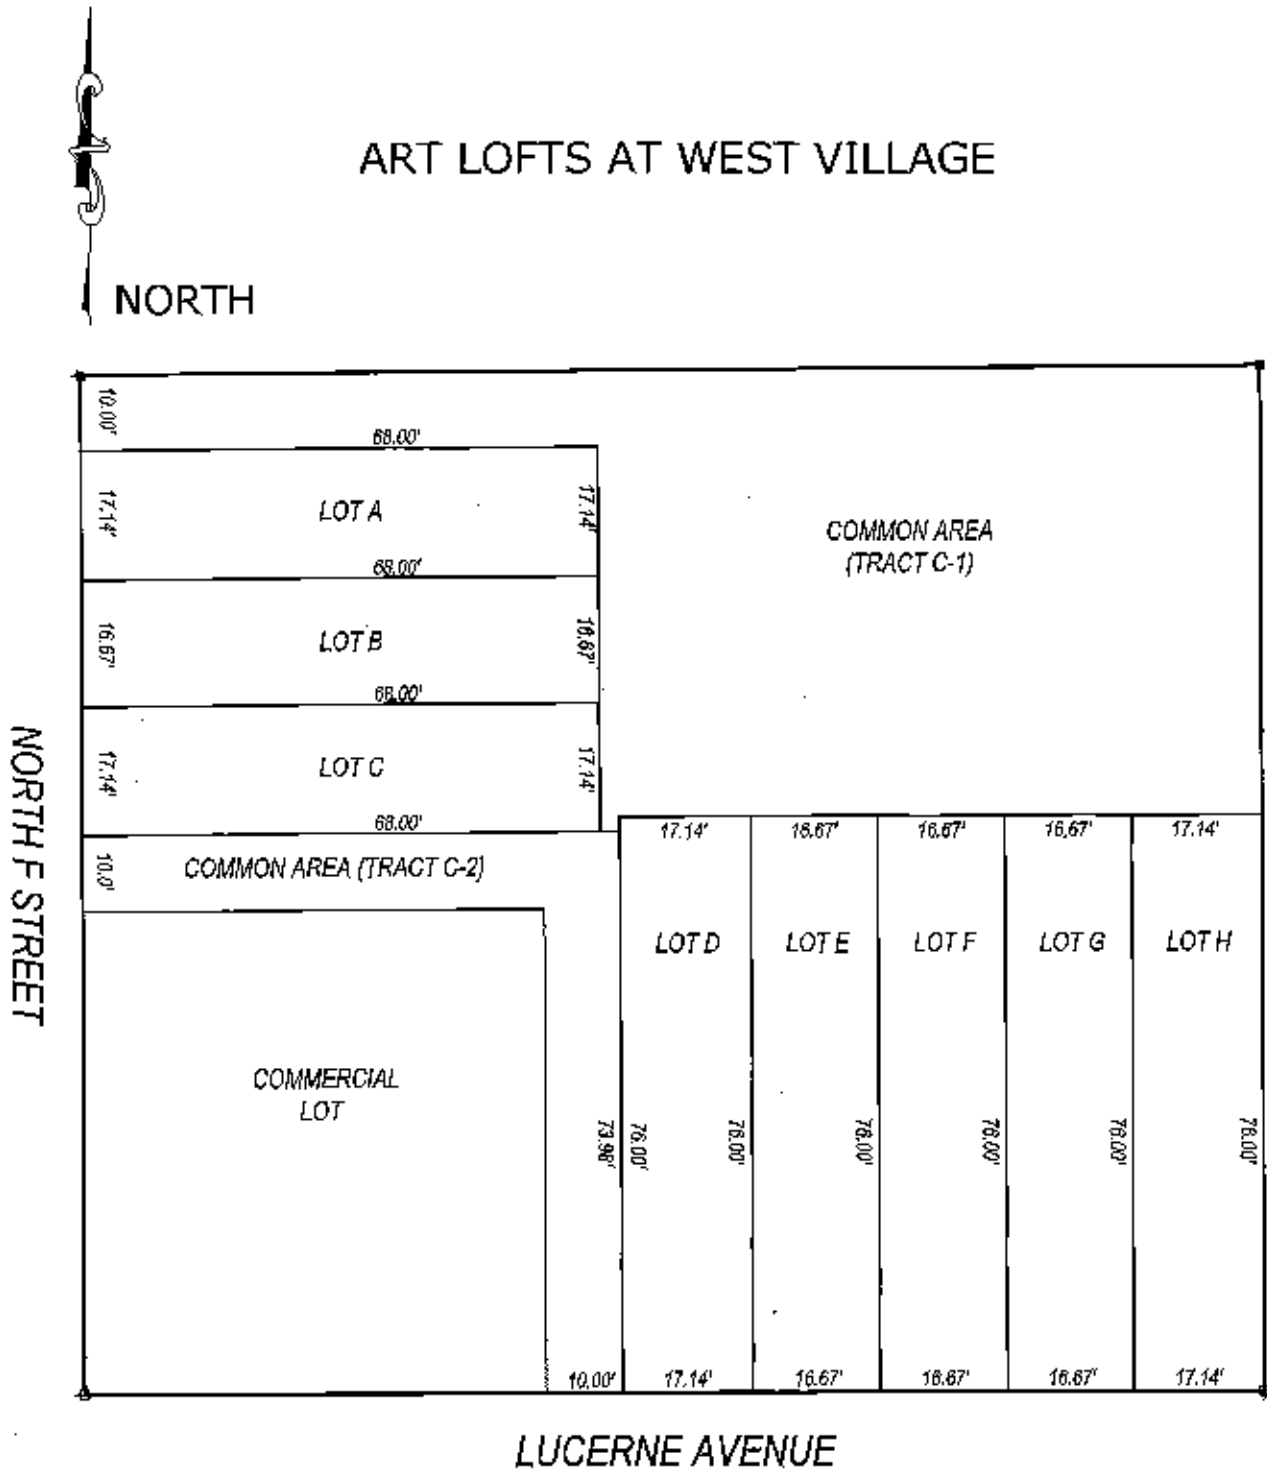 ART LOFTS AT WEST VILLAGE
NORTH
10.00'
68.00'
17.14'
LOT A
17.14'
COMMON AREA
(TRACT C-1)
68.00'
16.67'
LOT B
16.67'
68.00'
17.14'
LOT C
17.14'
68.00'
NORTH F STREET
10.0'
COMMON AREA (TRACT C-2)
17.14'
16.67'
16.67'
16.67'
17.14'
LOT D
LOT E
LOT F
LOT G
LOT H
COMMERCIAL
LOT
73.98'
76.00'
76.00'
76.00'
76.00'
76.00'
76.00'
10.00'
17.14'
16.67'
16.67'
16.67'
17.14'
LUCERNE AVENUE